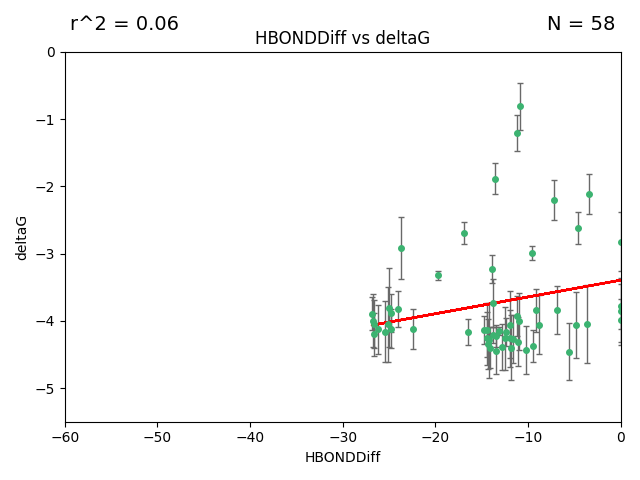 r^2 = 0.06
N = 58
HBONDDiff vs deltaG
0
−1
−2
−3
−4
−5
deltaG
−60 −50 −40 −30 −20 −10 0
HBONDDiff